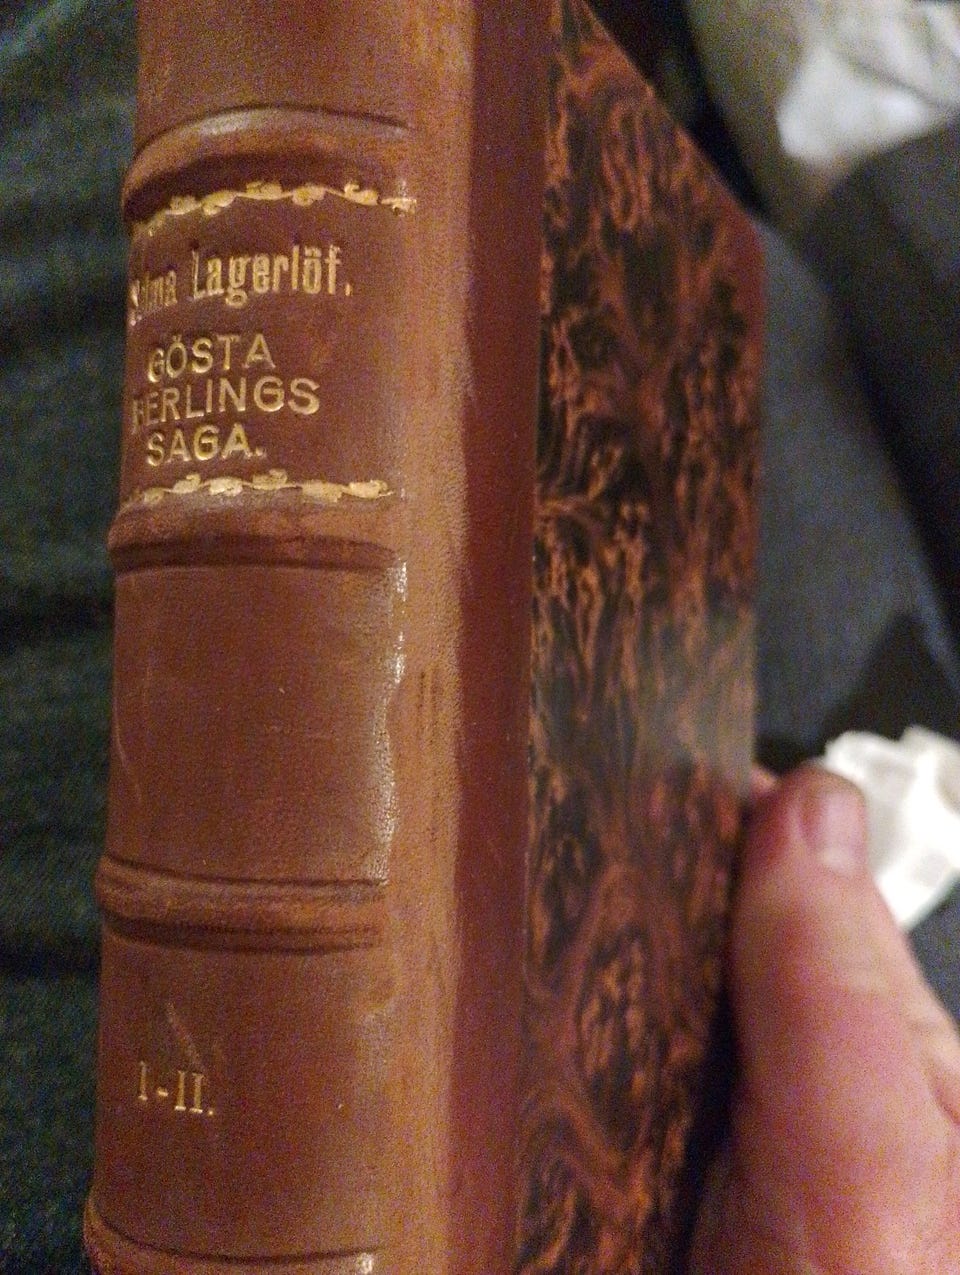 Selma Lagerlöf.
GÖSTA
BERLINGS
SAGA.
I-II.